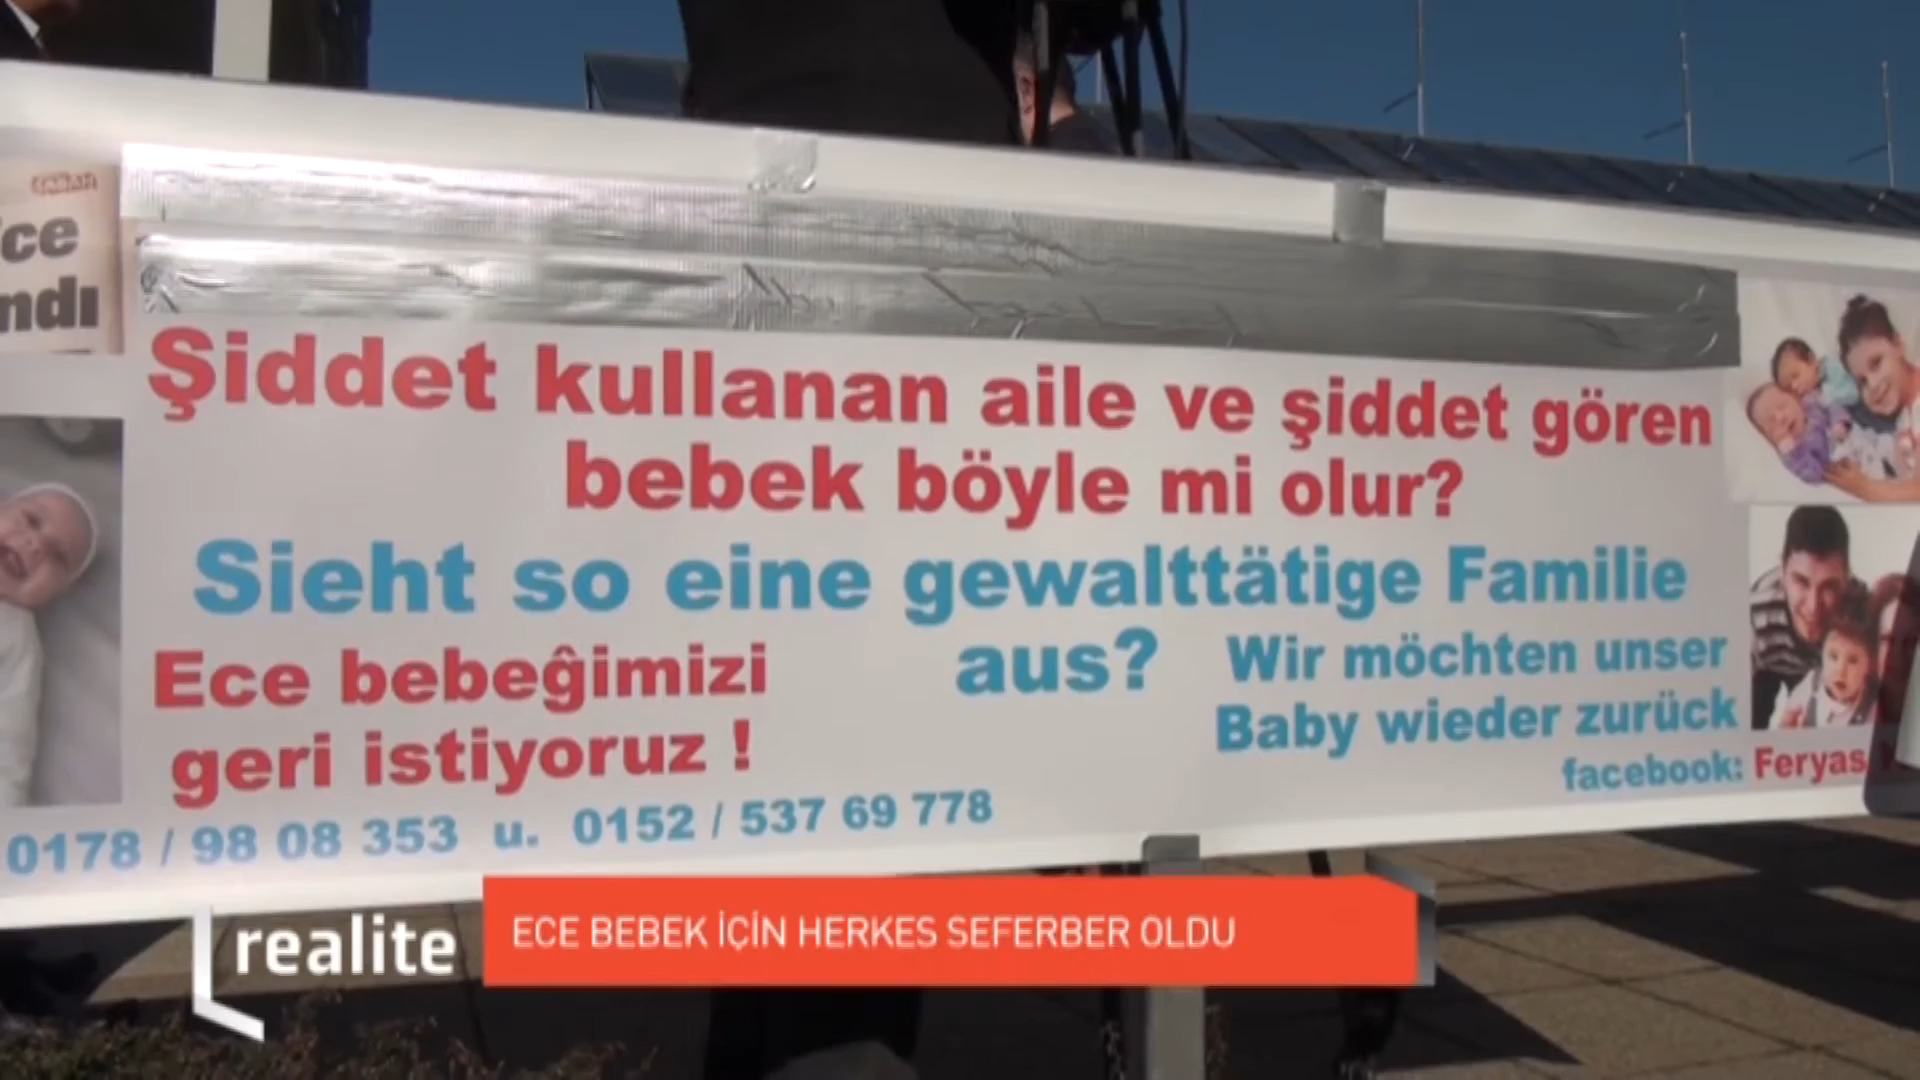 ce
ndı
Şiddet kullanan aile ve şiddet gören
bebek böyle mi olur?
Sieht so eine gewalttätige Familie
aus?
Ece bebeĝimizi
geri istiyoruz !
Wir möchten unser
Baby wieder zurück
facebook: Feryas
0178 / 98 08 353 u. 0152 / 537 69 778
realite
ECE BEBEK İÇİN HERKES SEFERBER OLDU